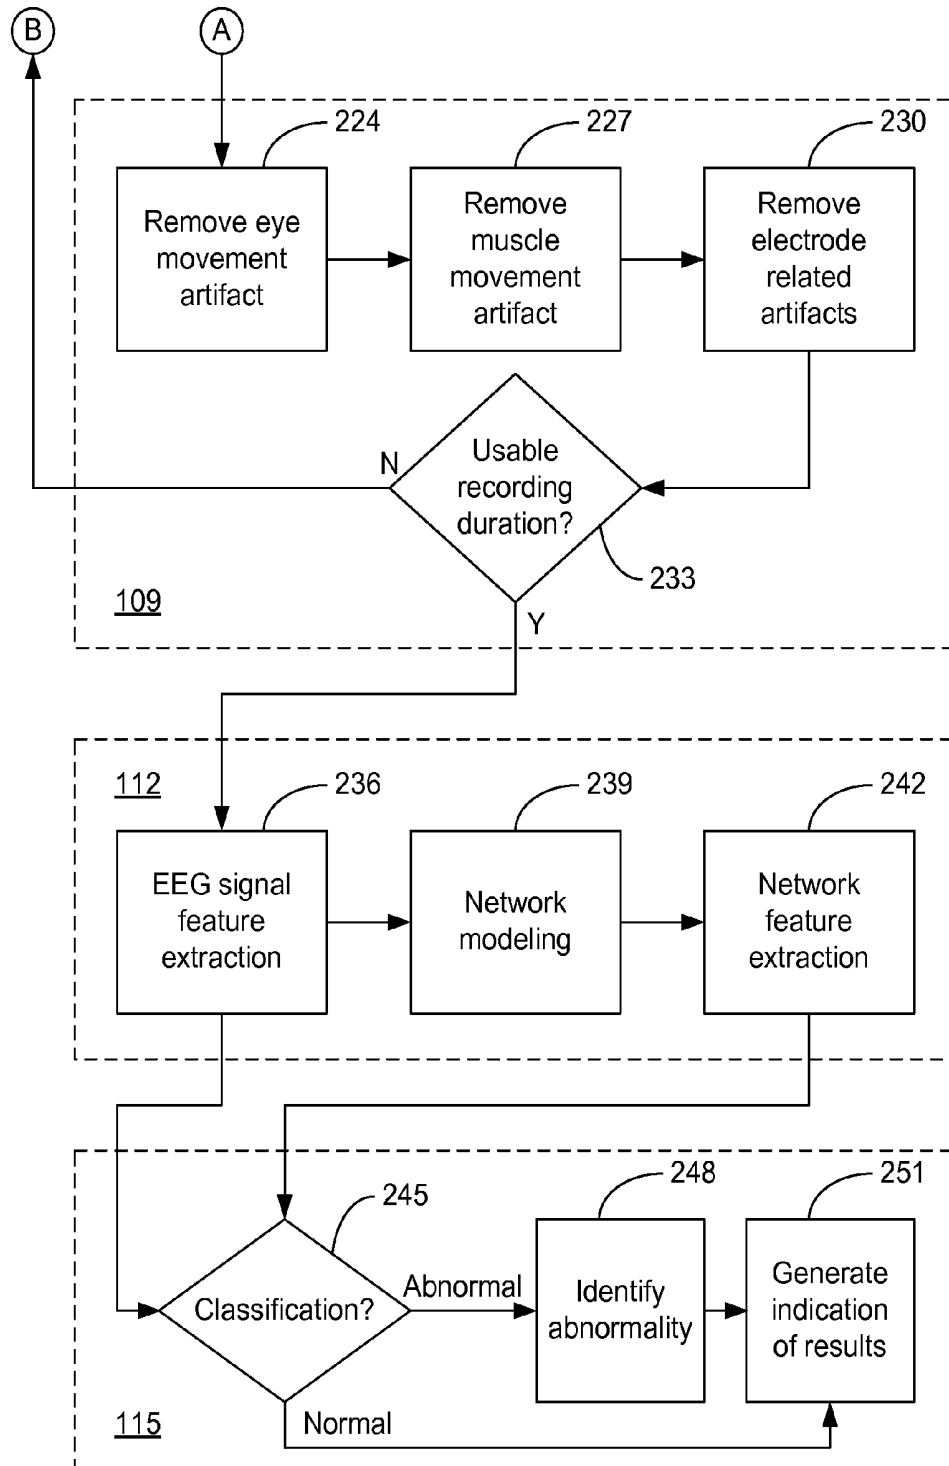 B
A
224
227
230
Remove eye
movement
artifact
Remove
muscle
movement
artifact
Remove
electrode
related
artifacts
N
Usable
recording
duration?
233
109
Y
112
236
239
242
EEG signal
feature
extraction
Network
modeling
Network
feature
extraction
245
248
251
Classification?
Abnormal
Identify
abnormality
Generate
indication
of results
Normal
115